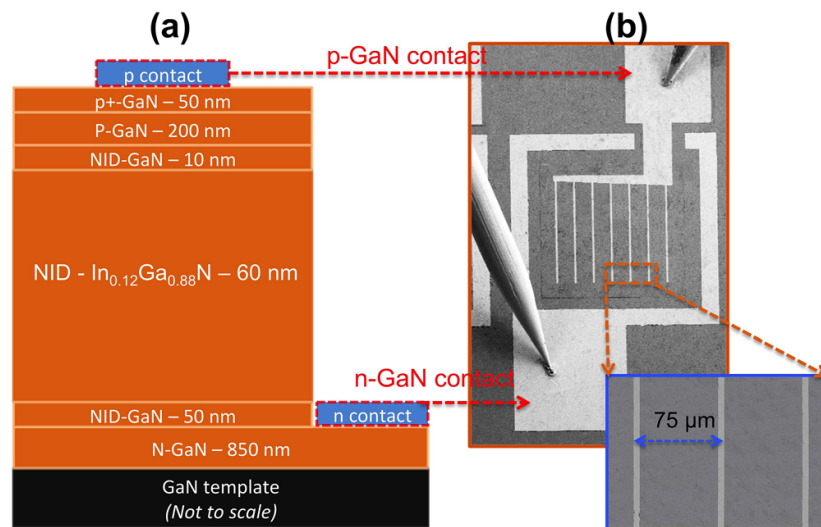 (a)
(b)
p-GaN contact
p contact
p+-GaN – 50 nm
P-GaN – 200 nm
NID-GaN – 10 nm
NID - In₀.₁₂Ga₀.₈₈N – 60 nm
n-GaN contact
NID-GaN – 50 nm
n contact
N-GaN – 850 nm
75 µm
GaN template
(Not to scale)